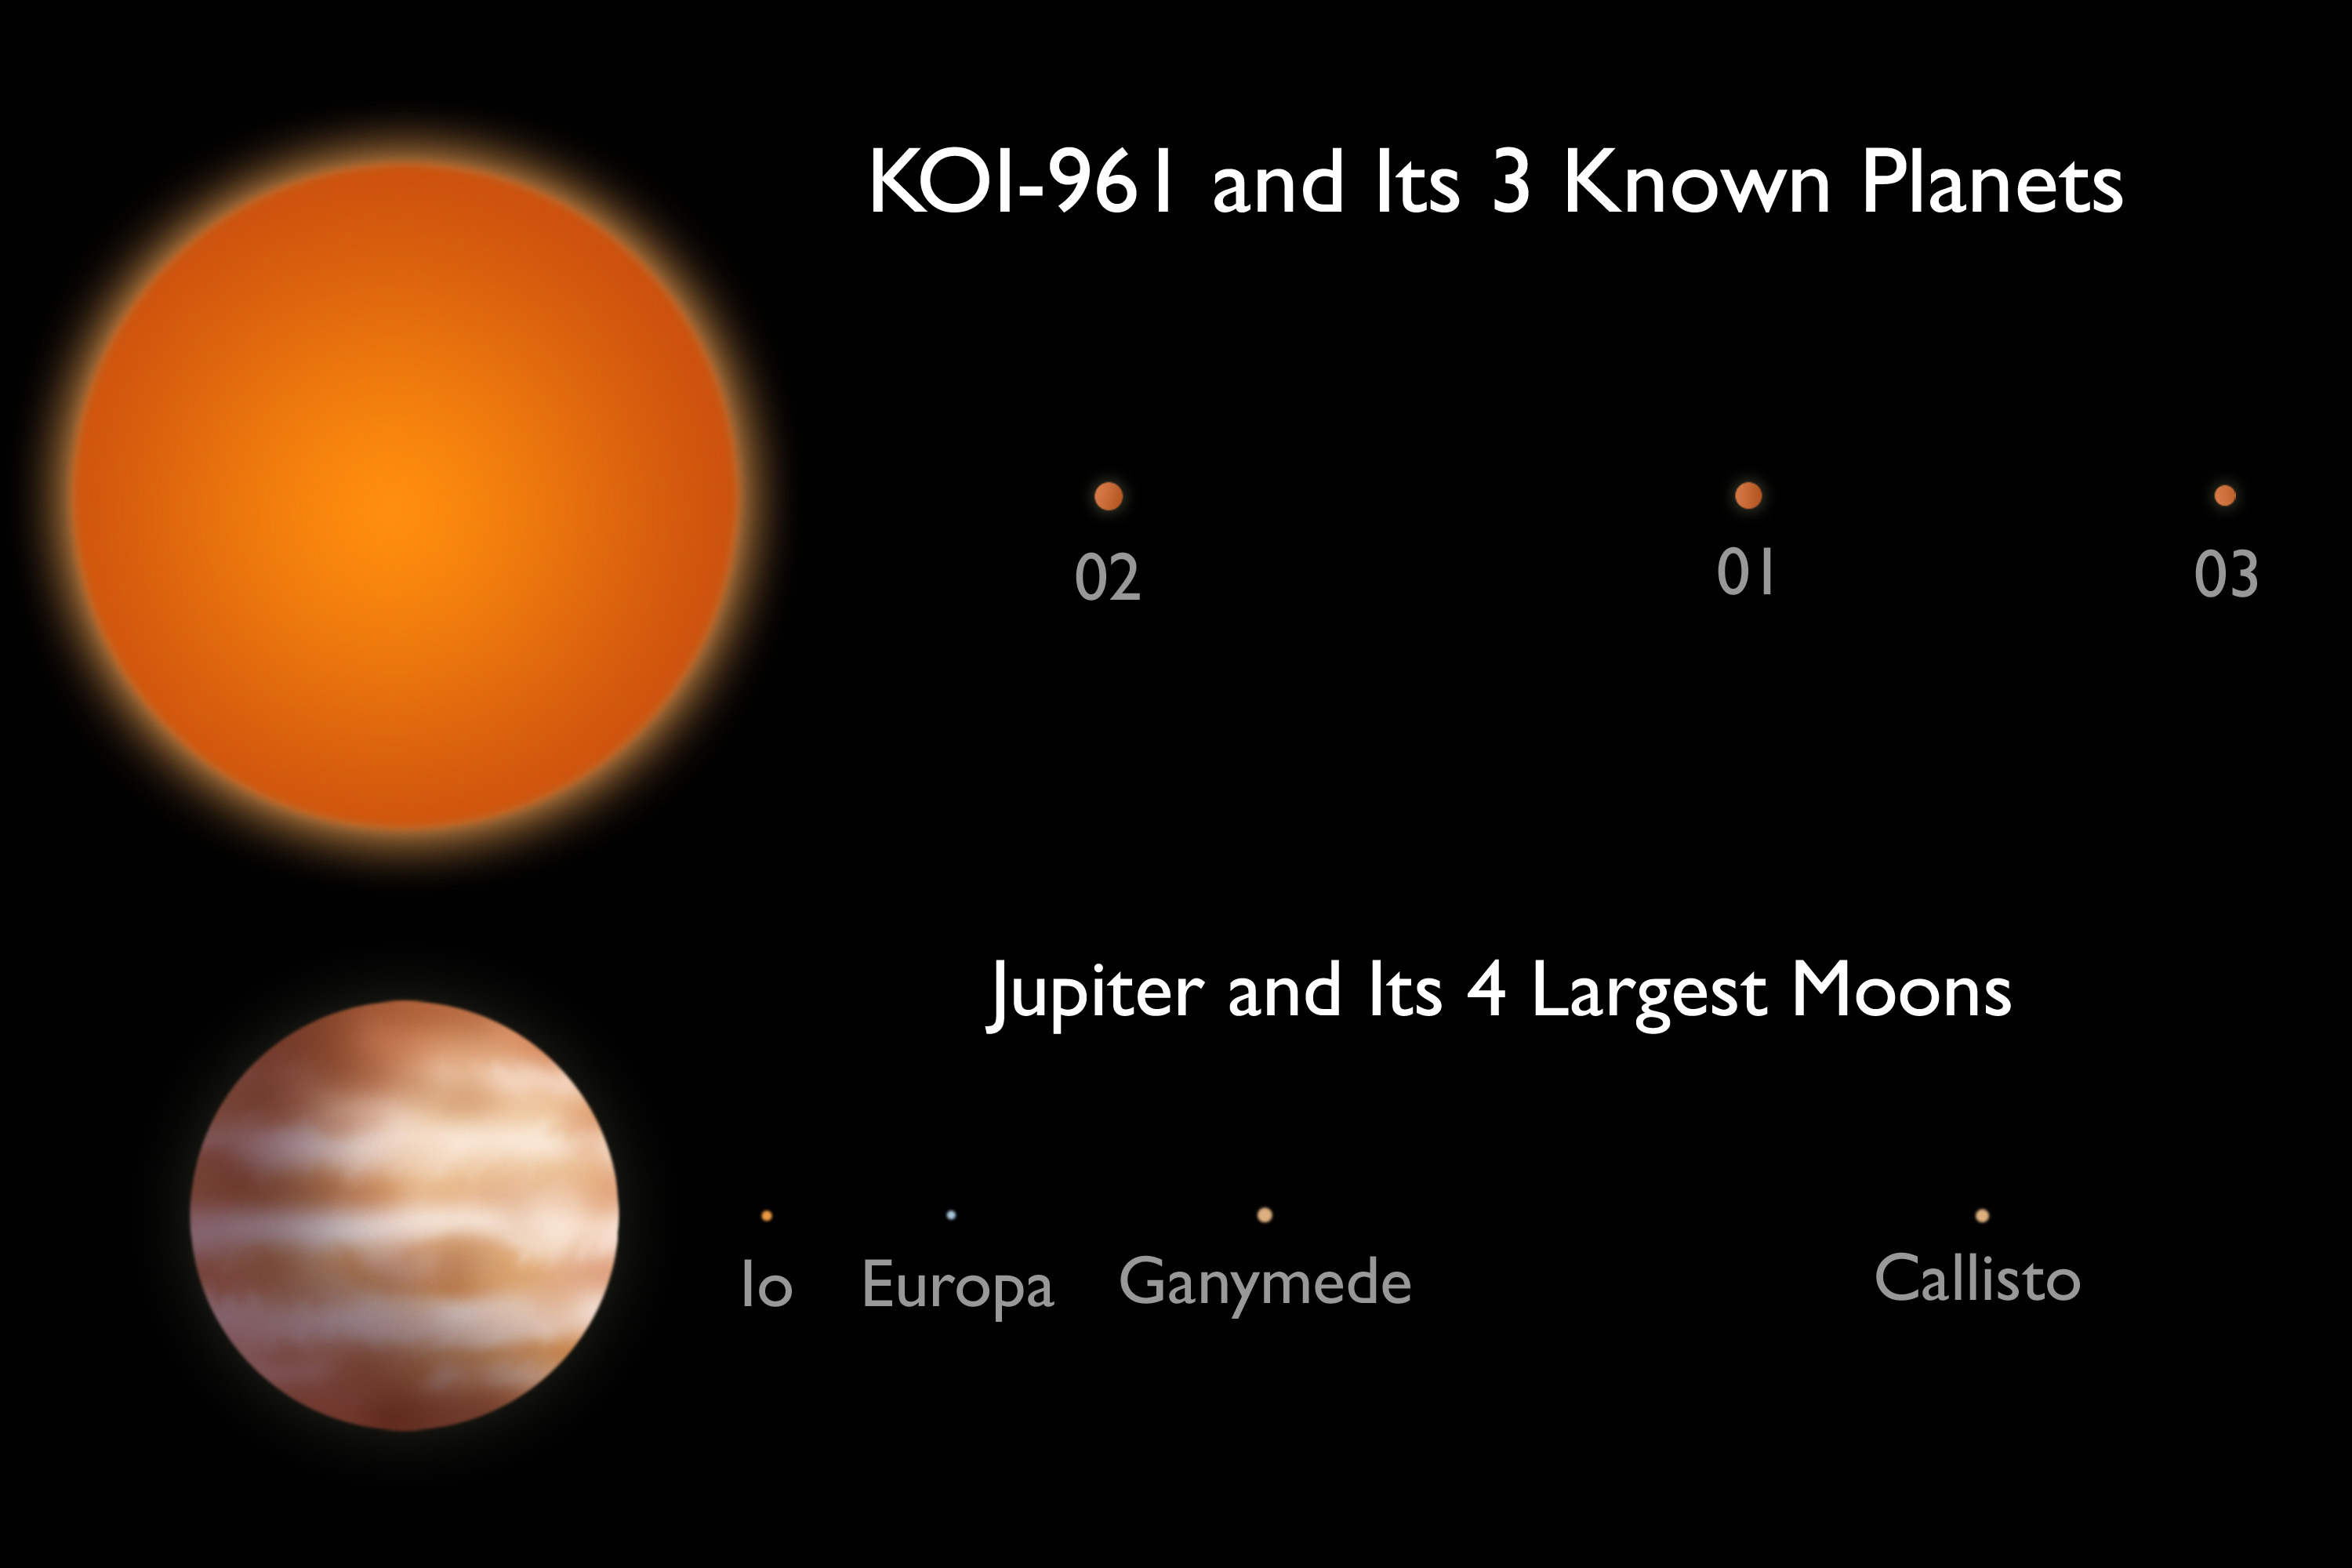 KOI-961 and Its 3 Known Planets
02 01 03
Jupiter and Its 4 Largest Moons
Io Europa Ganymede Callisto